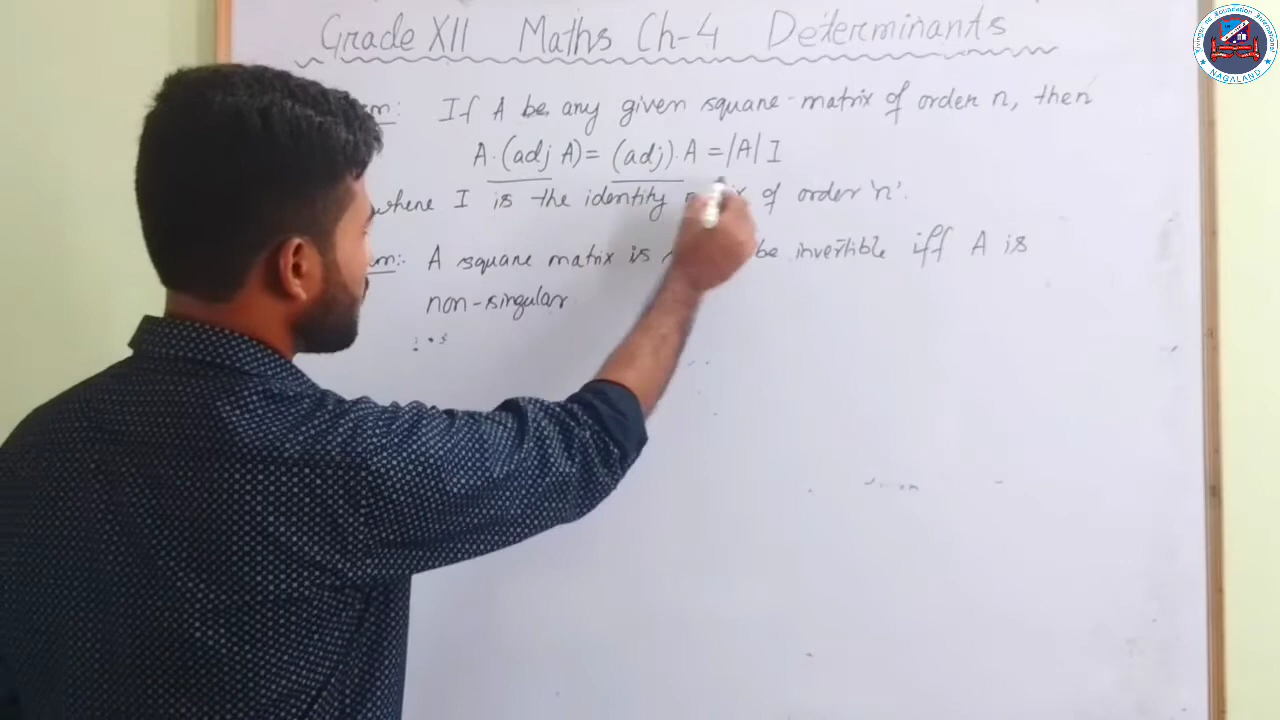 Grade XII Maths Ch-4 Determinants
If A be any given square-matrix of order n, then
A·(adj A) = (adj)·A = |A| I
where I is the identity of order 'n'.
A square matrix is be invertible iff A is
non-singular
NAGALAND